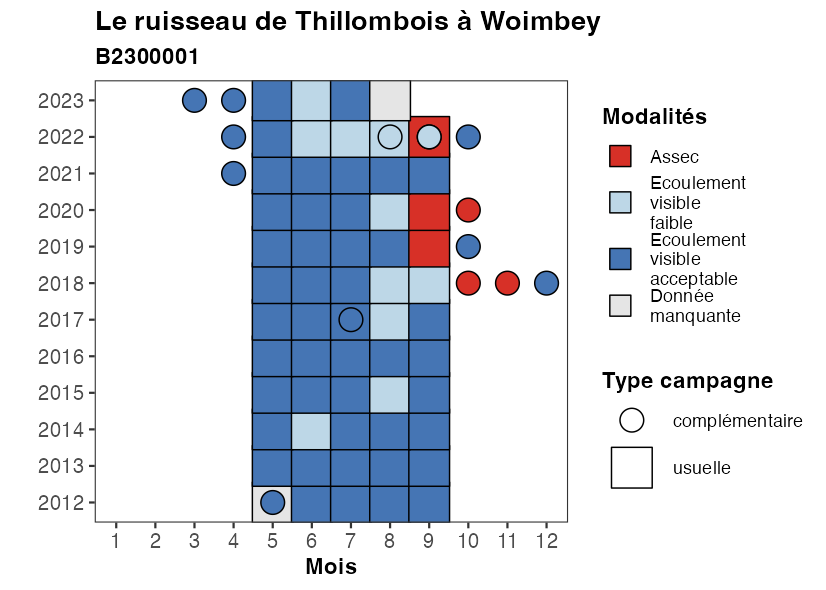 Le ruisseau de Thillombois à Woimbey
B2300001
2023
2022
2021
2020
2019
2018
2017
2016
2015
2014
2013
2012
1 2 3 4 5 6 7 8 9 10 11 12
Mois
Modalités
Assec
Ecoulement
visible
faible
Ecoulement
visible
acceptable
Donnée
manquante
Type campagne
complémentaire
usuelle